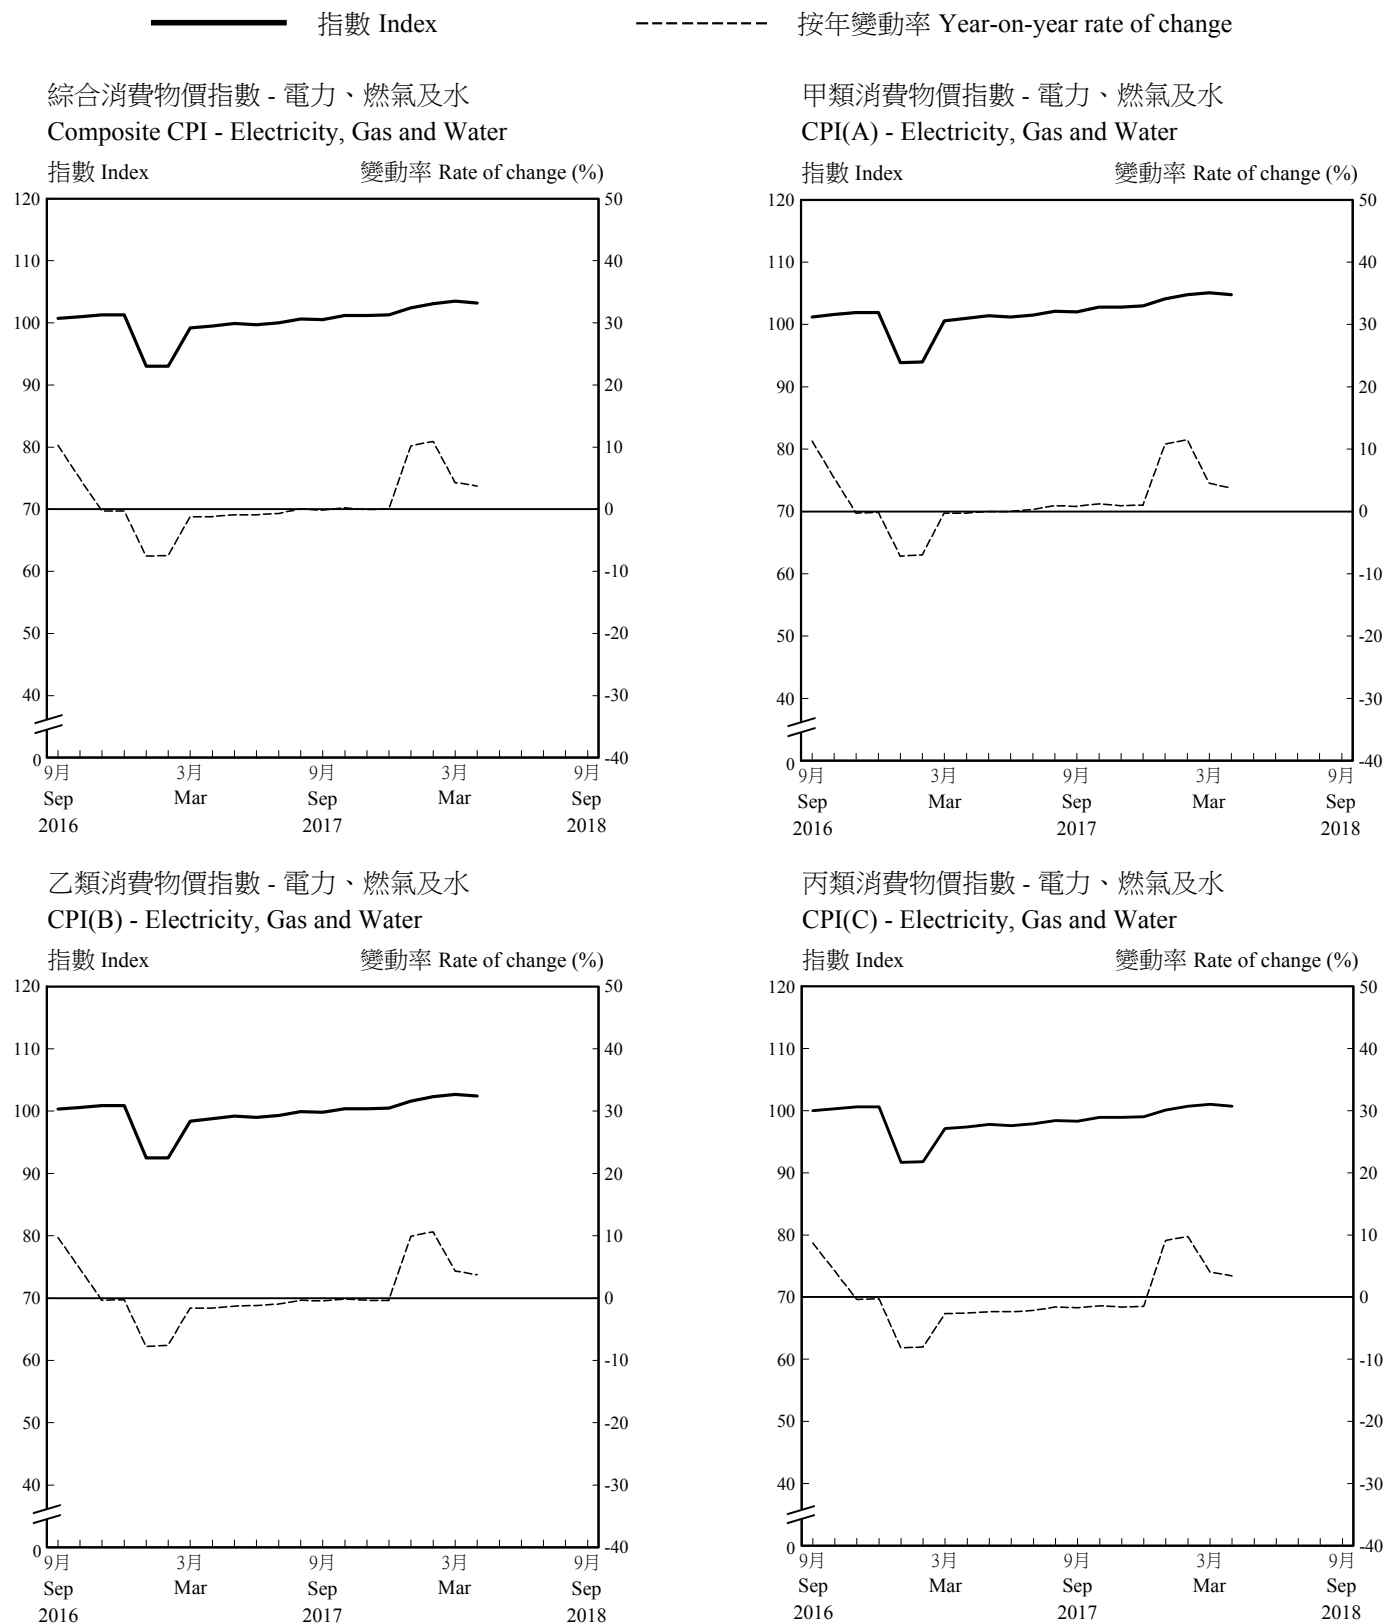 指數 Index 按年變動率 Year-on-year rate of change
綜合消費物價指數 - 電力、燃氣及水
Composite CPI - Electricity, Gas and Water
指數 Index 變動率 Rate of change (%)
120 50
110 40
100 30
90 20
80 10
70 0
60 -10
50 -20
40 -30
0 -40
9月 3月 9月 3月 9月
Sep Mar Sep Mar Sep
2016 2017 2018
甲類消費物價指數 - 電力、燃氣及水
CPI(A) - Electricity, Gas and Water
指數 Index 變動率 Rate of change (%)
120 50
110 40
100 30
90 20
80 10
70 0
60 -10
50 -20
40 -30
0 -40
9月 3月 9月 3月 9月
Sep Mar Sep Mar Sep
2016 2017 2018
乙類消費物價指數 - 電力、燃氣及水
CPI(B) - Electricity, Gas and Water
指數 Index 變動率 Rate of change (%)
120 50
110 40
100 30
90 20
80 10
70 0
60 -10
50 -20
40 -30
0 -40
9月 3月 9月 3月 9月
Sep Mar Sep Mar Sep
2016 2017 2018
丙類消費物價指數 - 電力、燃氣及水
CPI(C) - Electricity, Gas and Water
指數 Index 變動率 Rate of change (%)
120 50
110 40
100 30
90 20
80 10
70 0
60 -10
50 -20
40 -30
0 -40
9月 3月 9月 3月 9月
Sep Mar Sep Mar Sep
2016 2017 2018